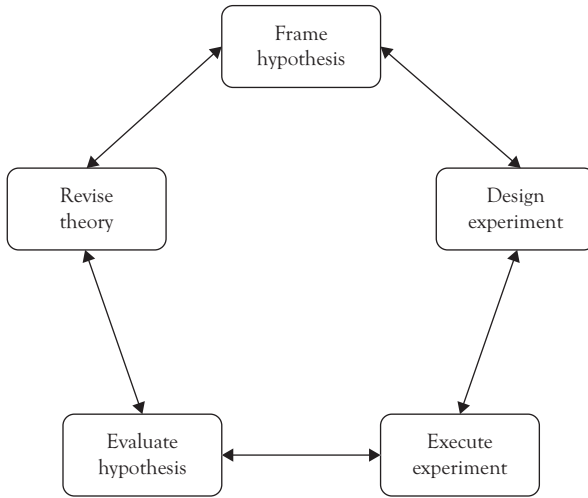 Frame
hypothesis
Revise
theory
Design
experiment
Evaluate
hypothesis
Execute
experiment